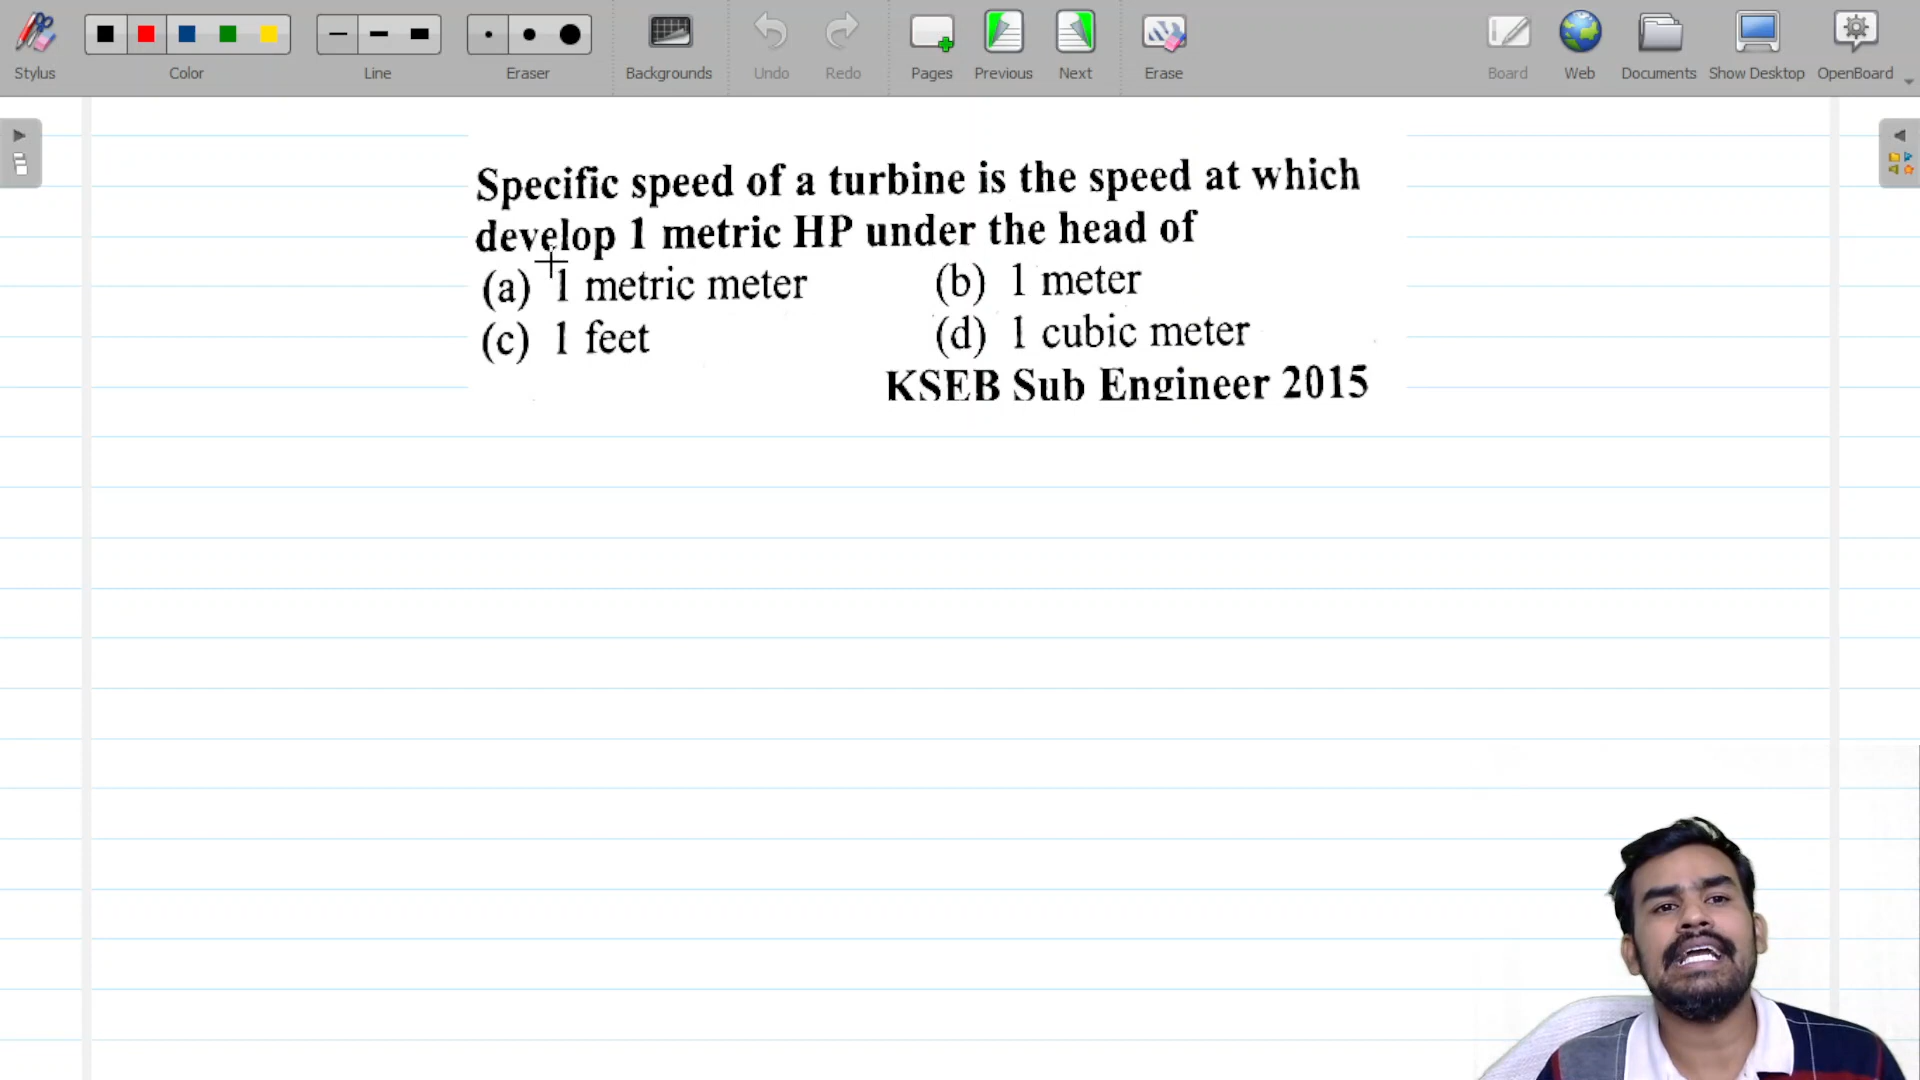 Stylus
Color
Line
Eraser
Backgrounds
Undo
Redo
Pages
Previous
Next
Erase
Board
Web
Documents
Show Desktop
OpenBoard
Specific speed of a turbine is the speed at which
develop 1 metric HP under the head of
(a) 1 metric meter (b) 1 meter
(c) 1 feet (d) 1 cubic meter
KSEB Sub Engineer 2015